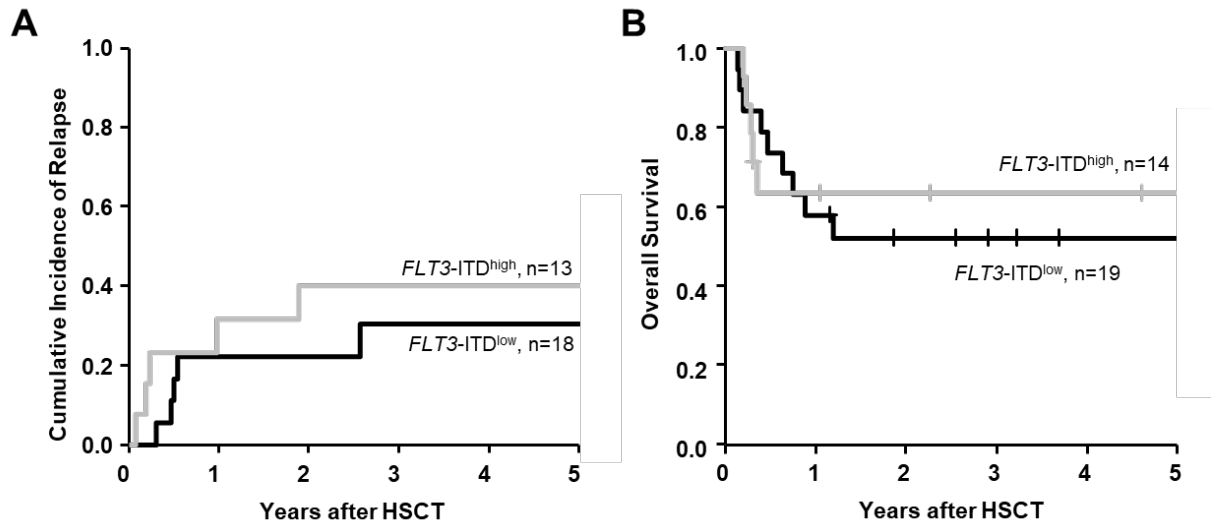 A
Cumulative Incidence of Relapse
1.0
0.8
0.6
0.4
0.2
0.0
FLT3-ITDhigh, n=13
FLT3-ITDlow, n=18
0 1 2 3 4 5
Years after HSCT
B
Overall Survival
1.0
0.8
0.6
0.4
0.2
0.0
FLT3-ITDhigh, n=14
FLT3-ITDlow, n=19
0 1 2 3 4 5
Years after HSCT